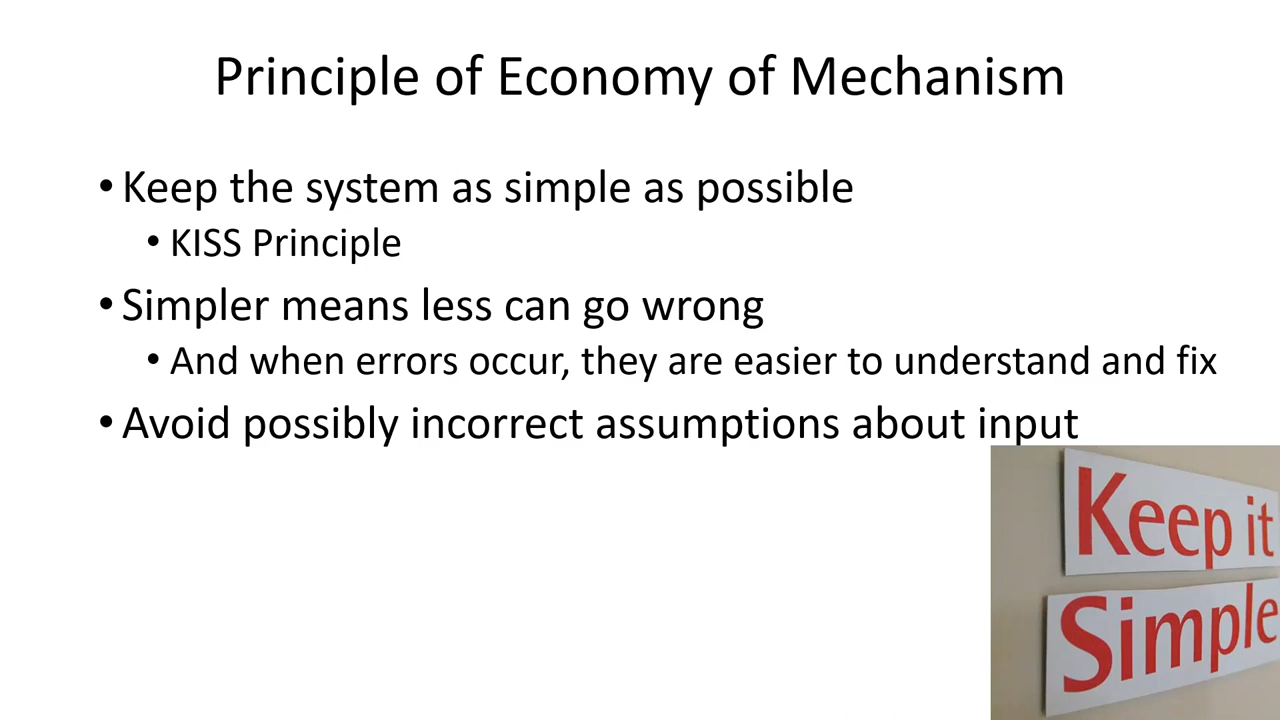 Principle of Economy of Mechanism
• Keep the system as simple as possible
• KISS Principle
• Simpler means less can go wrong
• And when errors occur, they are easier to understand and fix
• Avoid possibly incorrect assumptions about input
Keep it
Simple